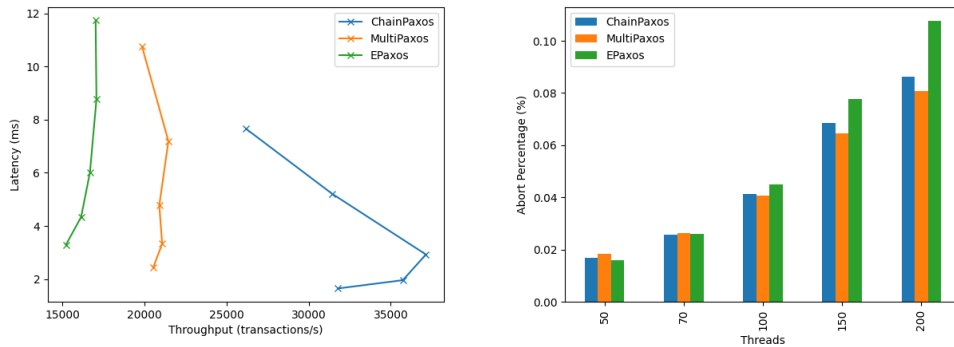 12
10
8
6
4
2
Latency (ms)
15000 20000 25000 30000 35000
Throughput (transactions/s)
ChainPaxos
MultiPaxos
EPaxos
0.10
0.08
0.06
0.04
0.02
0.00
Abort Percentage (%)
50 70 100 150 200
Threads
ChainPaxos
MultiPaxos
EPaxos